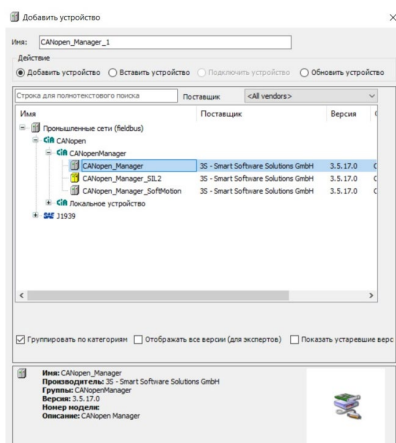 Добавить устройство
Имя: CANopen_Manager_1
Действие
Добавить устройство Вставить устройство Подключить устройство Обновить устройство
Строка для полнотекстового поиска Поставщик <All vendors>
Имя Поставщик Версия
Промышленные сети (fieldbus)
CiA CANopen
CiA CANopenManager
CANopen_Manager 3S - Smart Software Solutions GmbH 3.5.17.0
CANopen_Manager_SIL2 3S - Smart Software Solutions GmbH 3.5.17.0
CANopen_Manager_SoftMotion 3S - Smart Software Solutions GmbH 3.5.17.0
CiA Локальное устройство
SAE J1939
Группировать по категориям Отображать все версии (для экспертов) Показать устаревшие верс
Имя: CANopen_Manager
Производитель: 3S - Smart Software Solutions GmbH
Группы: CANopenManager
Версия: 3.5.17.0
Номер модели:
Описание: CANopen Manager